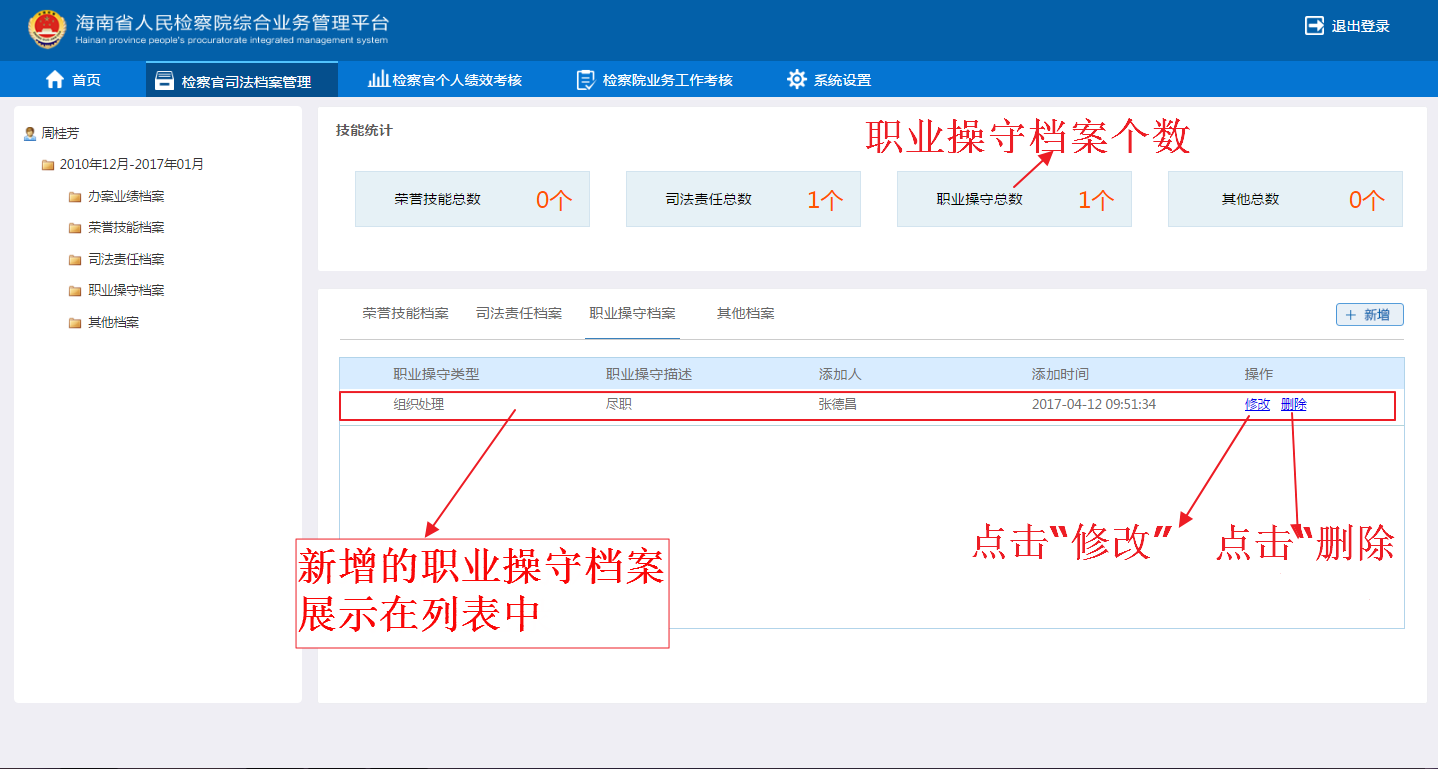 海南省人民检察院综合业务管理平台
Hainan province people's procuratorate integrated management system
退出登录
首页
检察官司法档案管理
检察官个人绩效考核
检察院业务工作考核
系统设置
周桂芳
2010年12月-2017年01月
办案业绩档案
荣誉技能档案
司法责任档案
职业操守档案
其他档案
技能统计
职业操守档案个数
荣誉技能总数 0个
司法责任总数 1个
职业操守总数 1个
其他总数 0个
荣誉技能档案 司法责任档案 职业操守档案 其他档案
+ 新增
职业操守类型 职业操守描述 添加人 添加时间 操作
组织处理 尽职 张德昌 2017-04-12 09:51:34 修改 删除
点击“修改”
点击“删除
新增的职业操守档案
展示在列表中